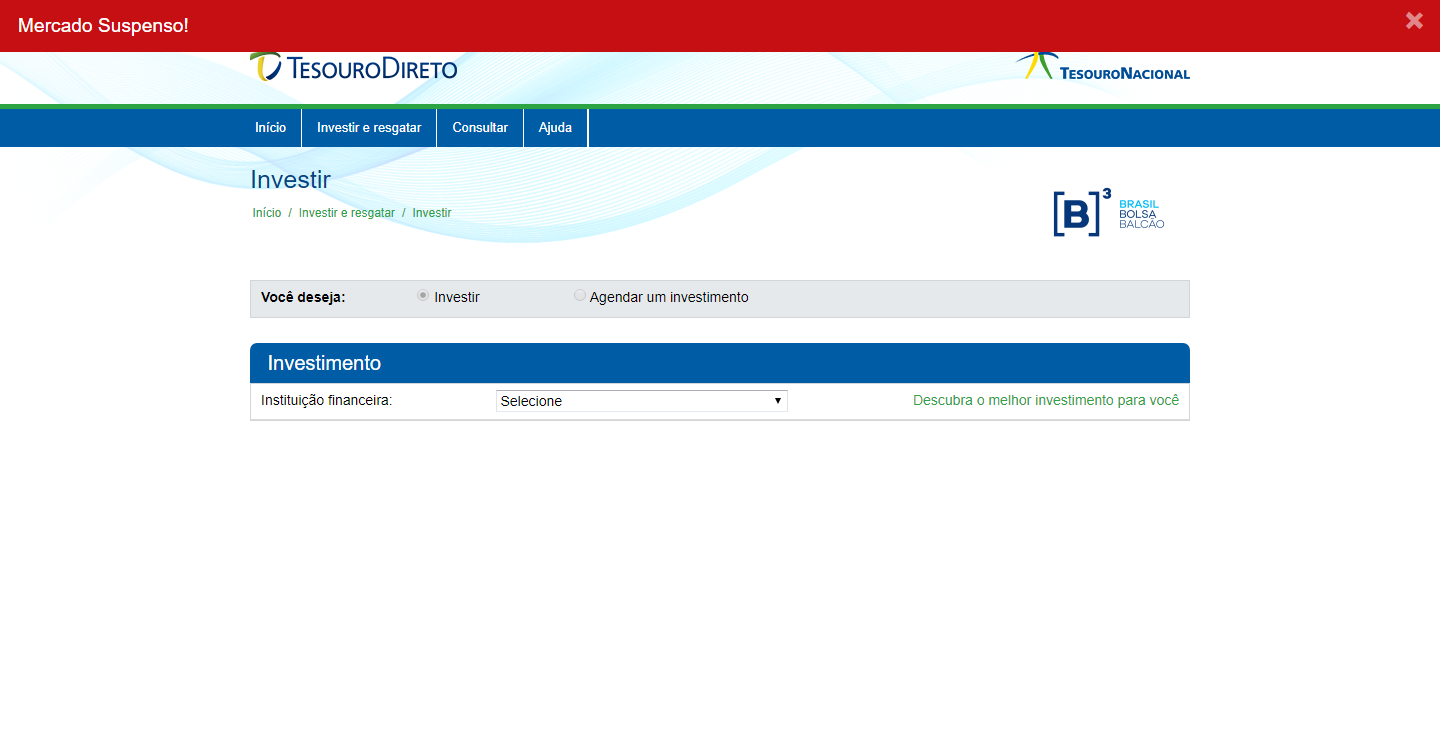 Mercado Suspenso!
TESOURODIRETO
TESOURONACIONAL
Início
Investir e resgatar
Consultar
Ajuda
Investir
Início / Investir e resgatar / Investir
[B]³ BRASIL
BOLSA
BALCÃO
Você deseja: Investir Agendar um investimento
Investimento
Instituição financeira: Selecione Descubra o melhor investimento para você